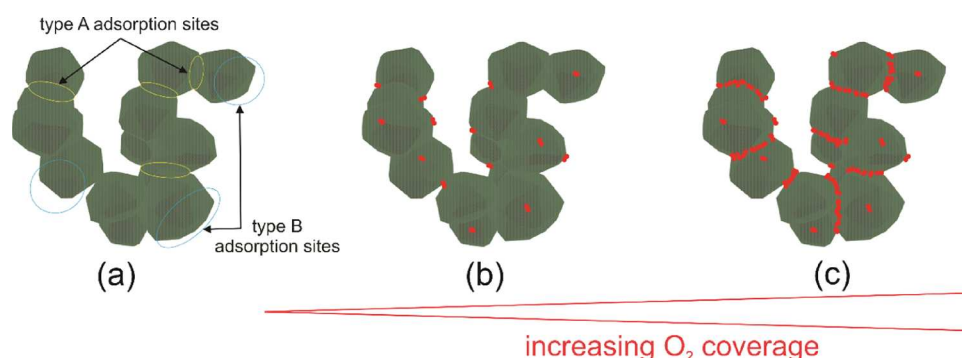 type A adsorption sites
type B
adsorption sites
(a)
(b)
(c)
increasing O₂ coverage